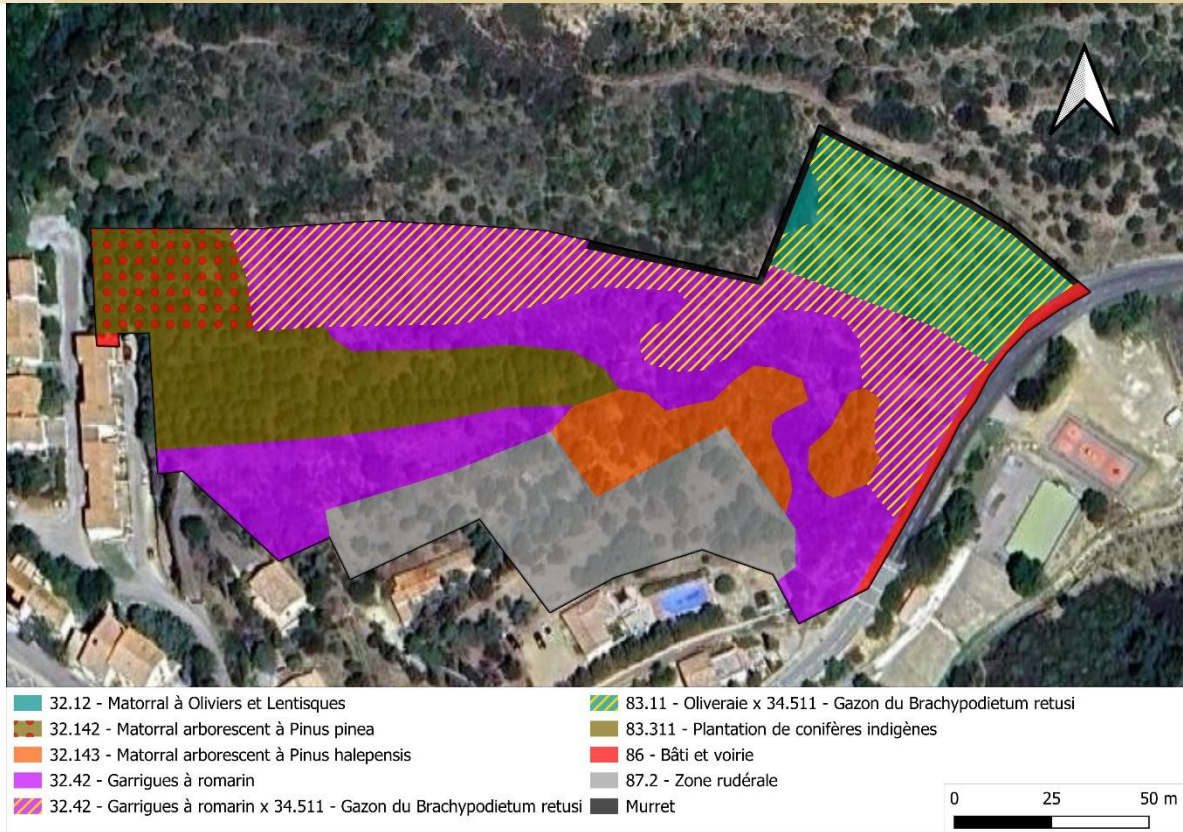 32.12 - Matorral à Oliviers et Lentisques
32.142 - Matorral arborescent à Pinus pinea
32.143 - Matorral arborescent à Pinus halepensis
32.42 - Garrigues à romarin
32.42 - Garrigues à romarin x 34.511 - Gazon du Brachypodietum retusi
83.11 - Oliveraie x 34.511 - Gazon du Brachypodietum retusi
83.311 - Plantation de conifères indigènes
86 - Bâti et voirie
87.2 - Zone rudérale
Murret
0 25 50 m